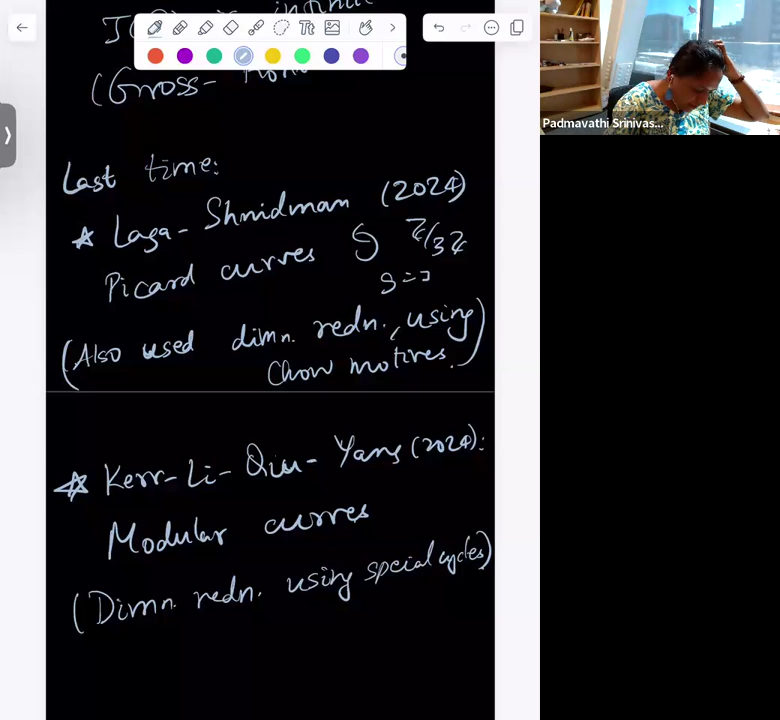 (Gross-
Last time:
☆ Laga-Shnidman (2024)
Picard curves ↻ ℤ/3ℤ
g=3
(Also used dimn. redn., using
Chow motives.)
☆ Kerr-Li-Qiu-Yang (2024):
Modular curves
(Dimn. redn. using special cycles)
Padmavathi Srinivas...